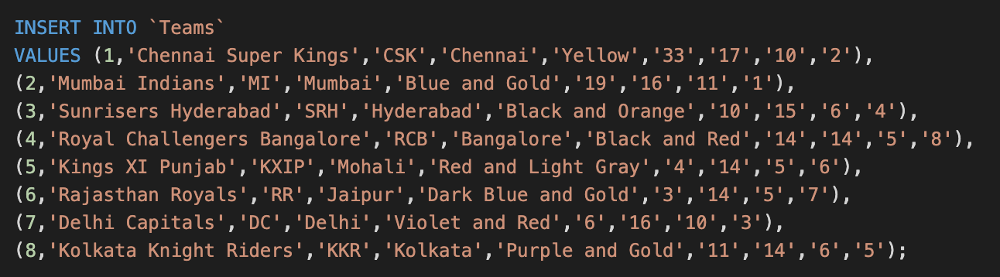 INSERT INTO `Teams`
VALUES (1,'Chennai Super Kings','CSK','Chennai','Yellow','33','17','10','2'),
(2,'Mumbai Indians','MI','Mumbai','Blue and Gold','19','16','11','1'),
(3,'Sunrisers Hyderabad','SRH','Hyderabad','Black and Orange','10','15','6','4'),
(4,'Royal Challengers Bangalore','RCB','Bangalore','Black and Red','14','14','5','8'),
(5,'Kings XI Punjab','KXIP','Mohali','Red and Light Gray','4','14','5','6'),
(6,'Rajasthan Royals','RR','Jaipur','Dark Blue and Gold','3','14','5','7'),
(7,'Delhi Capitals','DC','Delhi','Violet and Red','6','16','10','3'),
(8,'Kolkata Knight Riders','KKR','Kolkata','Purple and Gold','11','14','6','5');